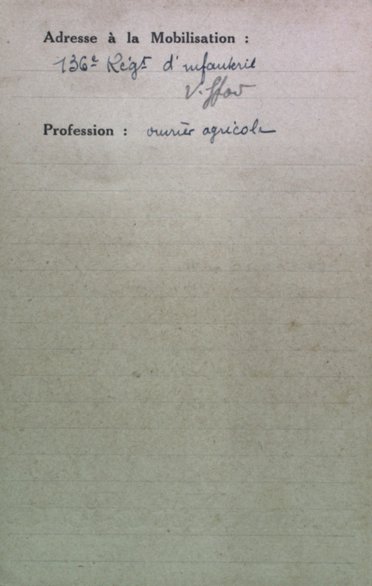 Adresse à la Mobilisation :
136e Régt d'infanterie
Profession : ouvrier agricole